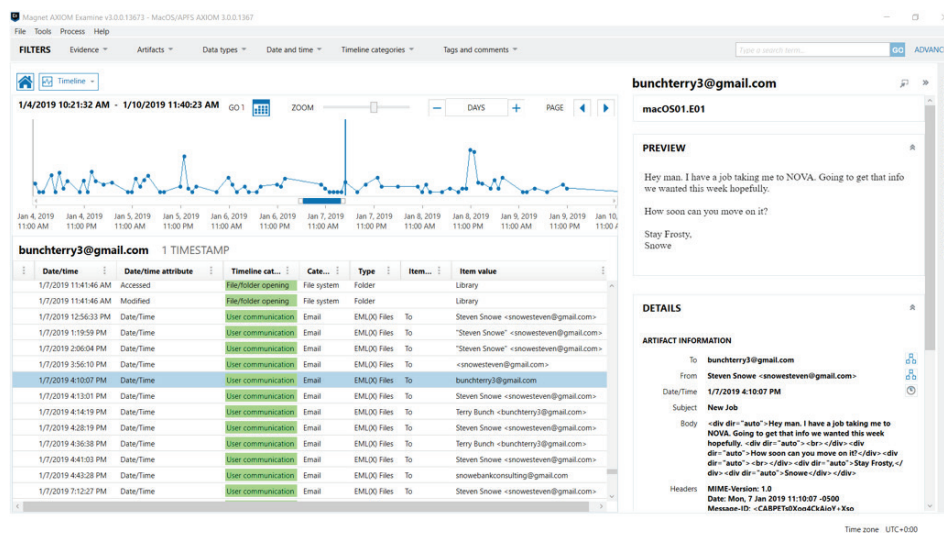 Magnet AXIOM Examine v3.0.0.13673 - MacOS/APFS AXIOM 3.0.0.1367
File Tools Process Help
FILTERS Evidence Artifacts Data types Date and time Timeline categories Tags and comments Type a search term... GO ADVANC
Timeline
1/4/2019 10:21:32 AM - 1/10/2019 11:40:23 AM GO 1 ZOOM DAYS PAGE
Jan 4, 2019 Jan 4, 2019 Jan 5, 2019 Jan 5, 2019 Jan 6, 2019 Jan 6, 2019 Jan 7, 2019 Jan 7, 2019 Jan 8, 2019 Jan 8, 2019 Jan 9, 2019 Jan 9, 2019 Jan 10,
11:00 AM 11:00 PM 11:00 AM 11:00 PM 11:00 AM 11:00 PM 11:00 AM 11:00 PM 11:00 AM 11:00 PM 11:00 AM 11:00 PM 11:00
bunchterry3@gmail.com 1 TIMESTAMP
Date/time Date/time attribute Timeline cat... Cate... Type Item... Item value
1/7/2019 11:41:46 AM Accessed File/folder opening File system Folder Library
1/7/2019 11:41:46 AM Modified File/folder opening File system Folder Library
1/7/2019 12:56:33 PM Date/Time User communication Email EML(X) Files To Steven Snowe <snowesteven@gmail.com>
1/7/2019 1:19:59 PM Date/Time User communication Email EML(X) Files To "Steven Snowe" <snowesteven@gmail.com>
1/7/2019 2:06:04 PM Date/Time User communication Email EML(X) Files To "Steven Snowe" <snowesteven@gmail.com>
1/7/2019 3:56:10 PM Date/Time User communication Email EML(X) Files To <snowesteven@gmail.com>
1/7/2019 4:10:07 PM Date/Time User communication Email EML(X) Files To bunchterry3@gmail.com
1/7/2019 4:13:01 PM Date/Time User communication Email EML(X) Files To Steven Snowe <snowesteven@gmail.com>
1/7/2019 4:14:19 PM Date/Time User communication Email EML(X) Files To Terry Bunch <bunchterry3@gmail.com>
1/7/2019 4:28:19 PM Date/Time User communication Email EML(X) Files To Steven Snowe <snowesteven@gmail.com>
1/7/2019 4:36:38 PM Date/Time User communication Email EML(X) Files To Terry Bunch <bunchterry3@gmail.com>
1/7/2019 4:41:03 PM Date/Time User communication Email EML(X) Files To Steven Snowe <snowesteven@gmail.com>
1/7/2019 4:43:28 PM Date/Time User communication Email EML(X) Files To snowebankconsulting@gmail.com
1/7/2019 7:12:27 PM Date/Time User communication Email EML(X) Files To Steven Snowe <snowesteven@gmail.com>
bunchterry3@gmail.com
macOS01.E01
PREVIEW
Hey man. I have a job taking me to NOVA. Going to get that info
we wanted this week hopefully.
How soon can you move on it?
Stay Frosty,
Snowe
DETAILS
ARTIFACT INFORMATION
To bunchterry3@gmail.com
From Steven Snowe <snowesteven@gmail.com>
Date/Time 1/7/2019 4:10:07 PM
Subject New Job
Body <div dir="auto">Hey man. I have a job taking me to
NOVA. Going to get that info we wanted this week
hopefully. <div dir="auto"><br></div><div
dir="auto">How soon can you move on it?</div><div
dir="auto"><br></div><div dir="auto">Stay Frosty,</
div><div dir="auto">Snowe</div></div>
Headers MIME-Version: 1.0
Date: Mon, 7 Jan 2019 11:10:07 -0500
Time zone UTC+0:00